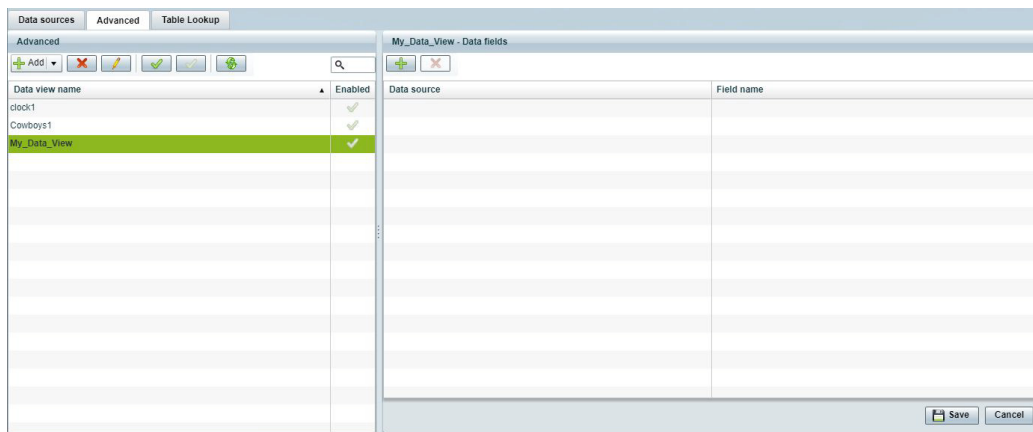 Data sources Advanced Table Lookup
Advanced
Add
Data view name Enabled
clock1
Cowboys1
My_Data_View
My_Data_View - Data fields
Data source Field name
Save Cancel